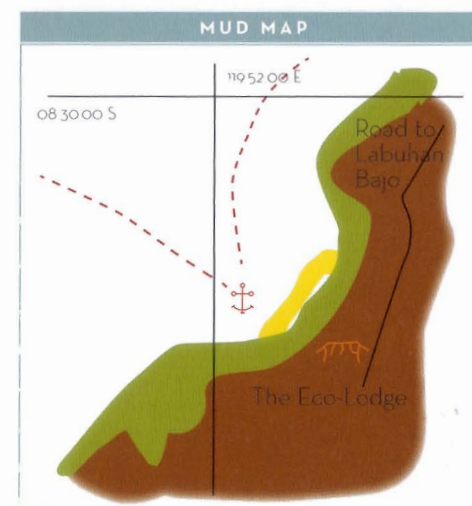 MUD MAP
119 52 00 E
08 30 00 S
Road to
Labuhan
Bajo
The Eco-Lodge